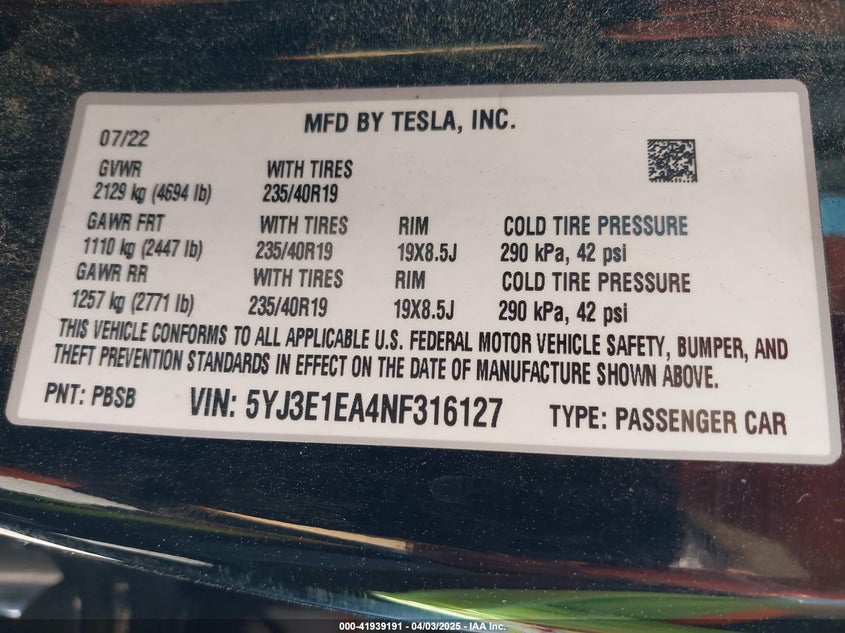 MFD BY TESLA, INC.
07/22
GVWR WITH TIRES
2129 kg (4694 lb) 235/40R19
GAWR FRT WITH TIRES RIM COLD TIRE PRESSURE
1110 kg (2447 lb) 235/40R19 19X8.5J 290 kPa, 42 psi
GAWR RR WITH TIRES RIM COLD TIRE PRESSURE
1257 kg (2771 lb) 235/40R19 19X8.5J 290 kPa, 42 psi
THIS VEHICLE CONFORMS TO ALL APPLICABLE U.S. FEDERAL MOTOR VEHICLE SAFETY, BUMPER, AND
THEFT PREVENTION STANDARDS IN EFFECT ON THE DATE OF MANUFACTURE SHOWN ABOVE.
PNT: PBSB VIN: 5YJ3E1EA4NF316127 TYPE: PASSENGER CAR
000-41939191 - 04/03/2025 - IAA Inc.